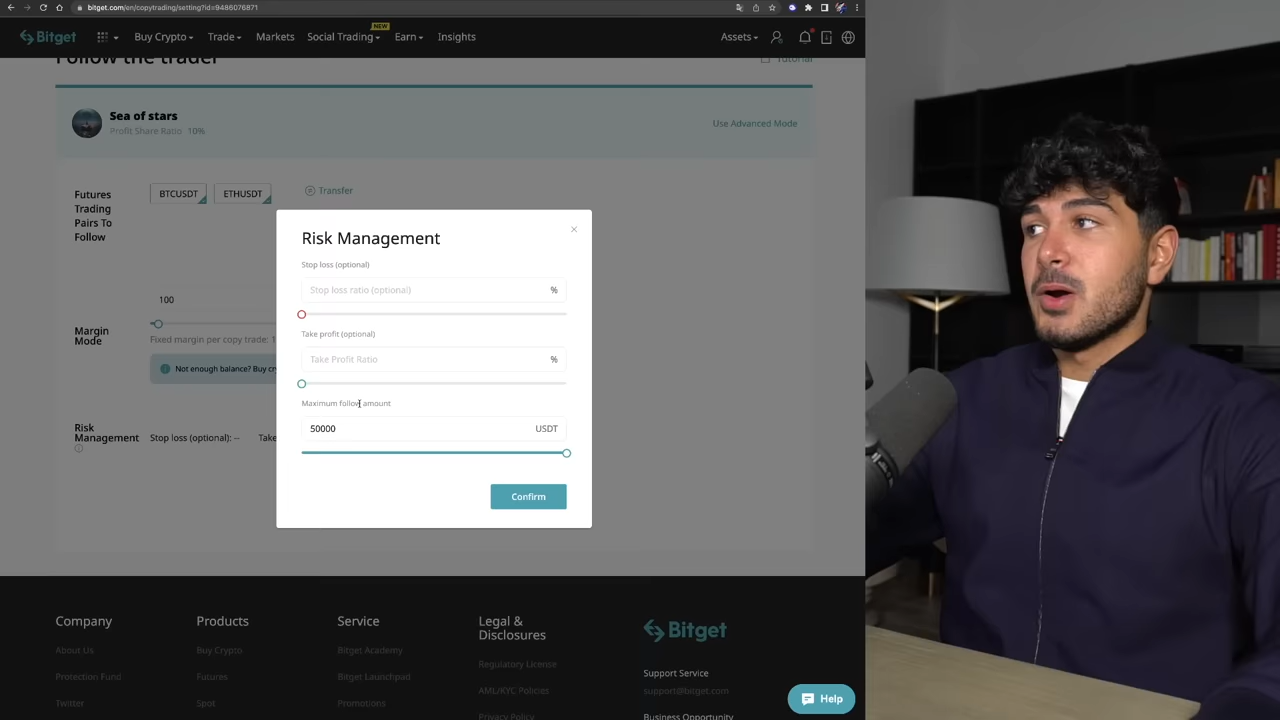 bitget.com/en/copytrading/setting?id=9486076871
Bitget
Buy Crypto
Trade
Markets
Social Trading
NEW
Earn
Insights
Assets
Follow the trader
Tutorial
Sea of stars
Profit Share Ratio 10%
Use Advanced Mode
Futures
Trading
Pairs To
Follow
BTCUSDT
ETHUSDT
Transfer
100
Margin
Mode
Fixed margin per copy trade: 1
Not enough balance? Buy cr
Risk
Management
Stop loss (optional): --
Take
Risk Management
Stop loss (optional)
Stop loss ratio (optional)
%
Take profit (optional)
Take Profit Ratio
%
Maximum follow amount
50000
USDT
Confirm
Company
About Us
Protection Fund
Twitter
Products
Buy Crypto
Futures
Spot
Service
Bitget Academy
Bitget Launchpad
Promotions
Legal &
Disclosures
Regulatory License
AML/KYC Policies
Privacy Policy
Bitget
Support Service
support@bitget.com
Business Opportunity
Help